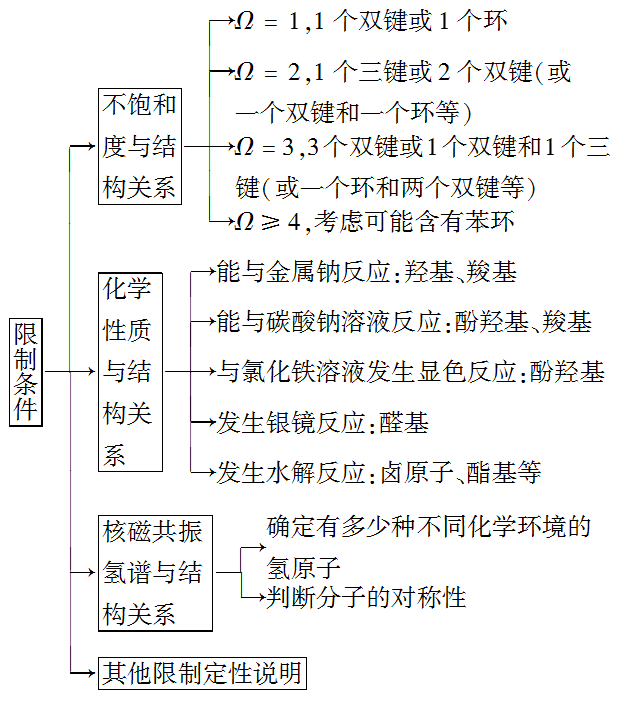 限制条件
不饱和
度与结
构关系
Ω = 1,1 个双键或 1 个环
Ω = 2,1 个三键或 2 个双键(或
一个双键和一个环等)
Ω = 3,3个双键或1个双键和1个三
键(或一个环和两个双键等)
Ω ≥ 4,考虑可能含有苯环
化学
性质
与结
构关
系
能与金属钠反应:羟基、羧基
能与碳酸钠溶液反应:酚羟基、羧基
与氯化铁溶液发生显色反应:酚羟基
发生银镜反应:醛基
发生水解反应:卤原子、酯基等
核磁共振
氢谱与结
构关系
确定有多少种不同化学环境的
氢原子
判断分子的对称性
其他限制定性说明